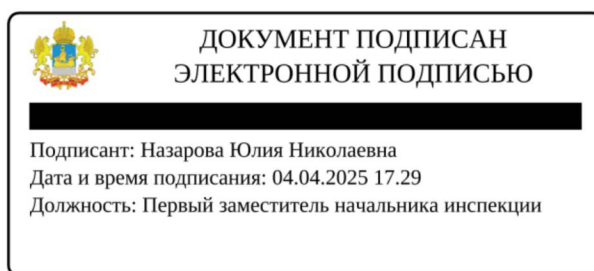 ДОКУМЕНТ ПОДПИСАН
ЭЛЕКТРОННОЙ ПОДПИСЬЮ
Подписант: Назарова Юлия Николаевна
Дата и время подписания: 04.04.2025 17.29
Должность: Первый заместитель начальника инспекции